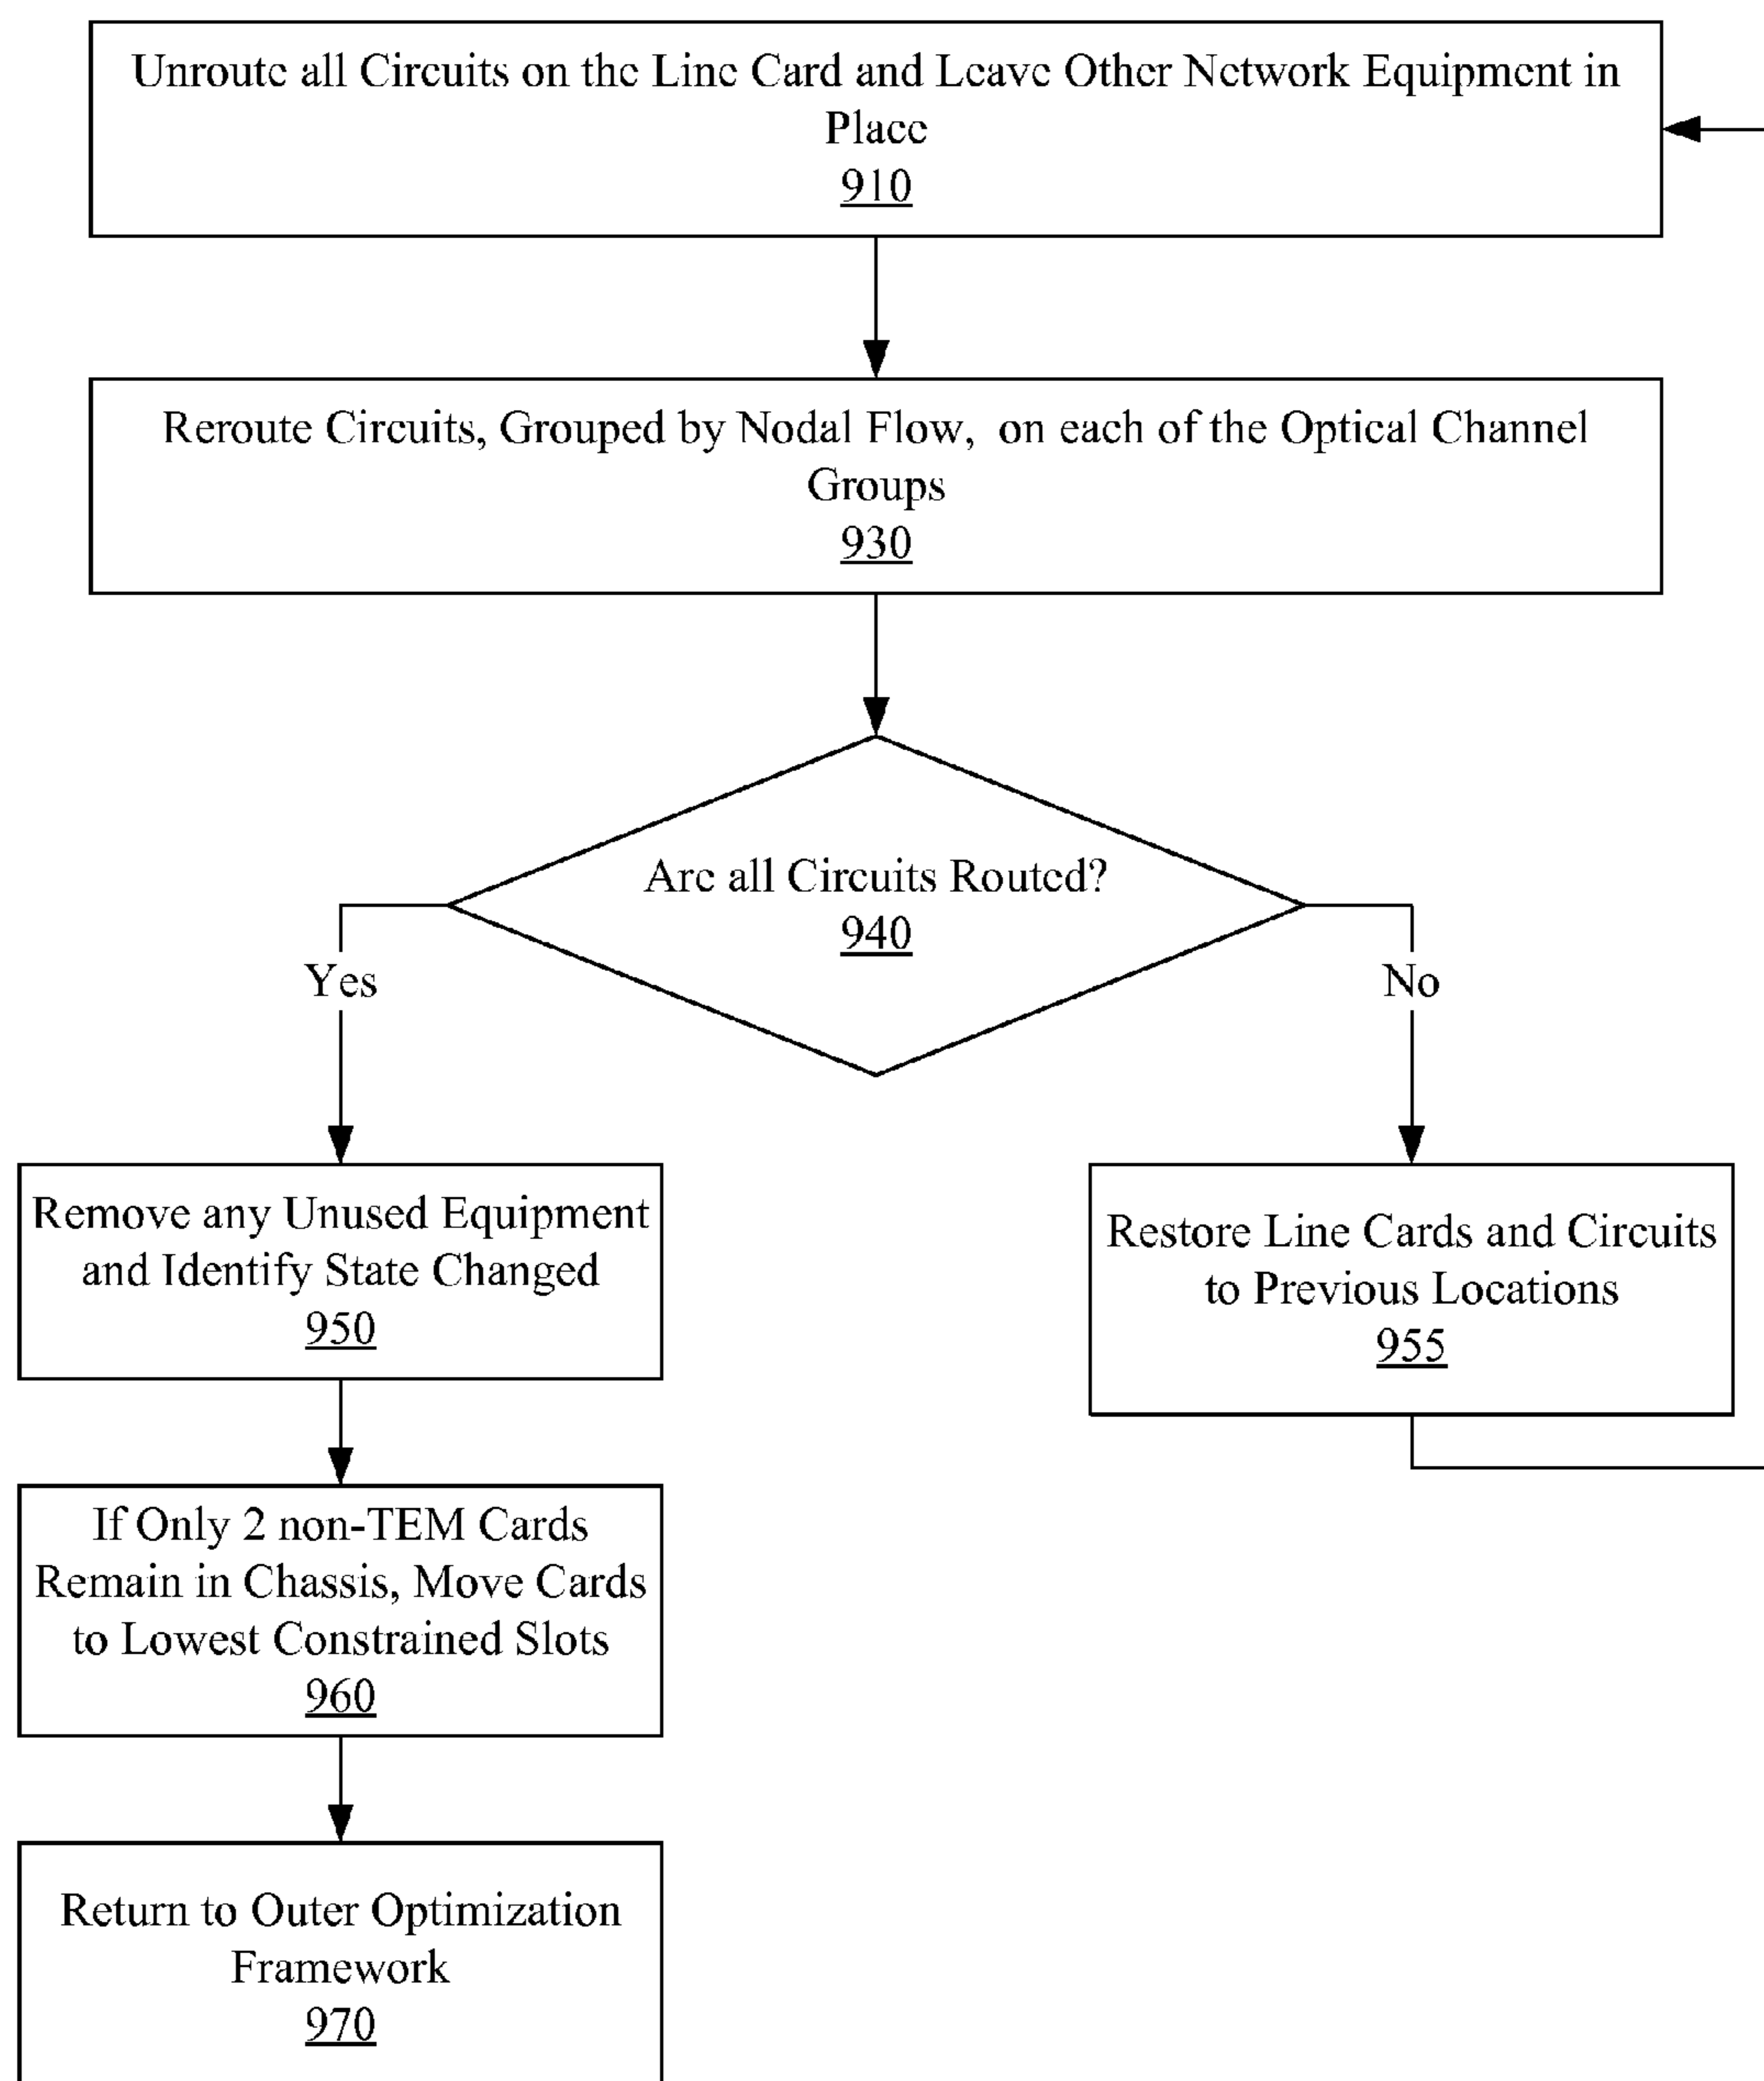 Unroute all Circuits on the Line Card and Leave Other Network Equipment in
Place
910
Reroute Circuits, Grouped by Nodal Flow, on each of the Optical Channel
Groups
930
Are all Circuits Routed?
940
Yes
No
Remove any Unused Equipment
and Identify State Changed
950
Restore Line Cards and Circuits
to Previous Locations
955
If Only 2 non-TEM Cards
Remain in Chassis, Move Cards
to Lowest Constrained Slots
960
Return to Outer Optimization
Framework
970